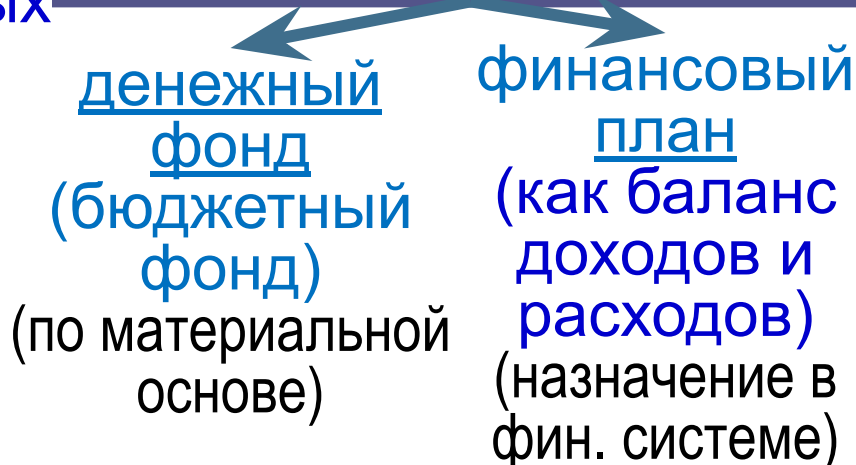 денежный
фонд
(бюджетный
фонд)
(по материальной
основе)
финансовый
план
(как баланс
доходов и
расходов)
(назначение в
фин. системе)